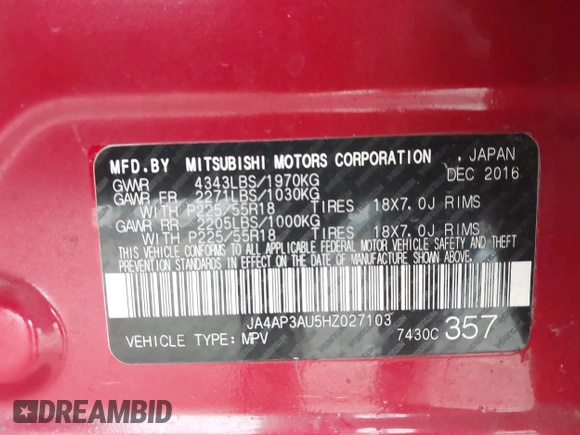 MFD.BY MITSUBISHI MOTORS CORPORATION . JAPAN
GWVR 4343LBS/1970KG DEC 2016
GAWR FR 2271LBS/1030KG
WITH P225/55R18 TIRES 18X7.0J RIMS
GAWR RR 2205LBS/1000KG
WITH P225/55R18 TIRES 18X7.0J RIMS
THIS VEHICLE CONFORMS TO ALL APPLICABLE FEDERAL MOTOR VEHICLE SAFETY AND THEFT
PREVENTION STANDARDS IN EFFECT ON THE DATE OF MANUFACTURE SHOWN ABOVE.
JA4AP3AU5HZ027103
VEHICLE TYPE: MPV 7430C 357
DREAMBID